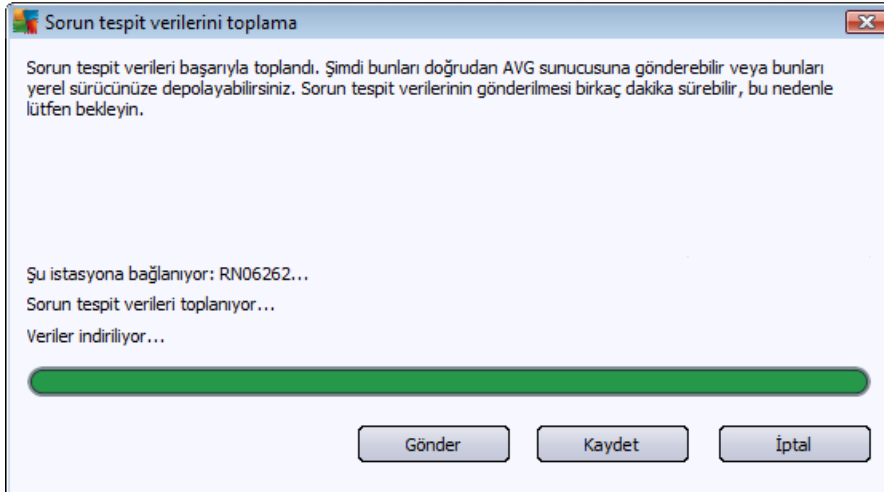 Sorun tespit verilerini toplama
Sorun tespit verileri başarıyla toplandı. Şimdi bunları doğrudan AVG sunucusuna gönderebilir veya bunları
yerel sürücünüze depolayabilirsiniz. Sorun tespit verilerinin gönderilmesi birkaç dakika sürebilir, bu nedenle
lütfen bekleyin.
Şu istasyona bağlanıyor: RN06262...
Sorun tespit verileri toplanıyor...
Veriler indiriliyor...
Gönder Kaydet İptal